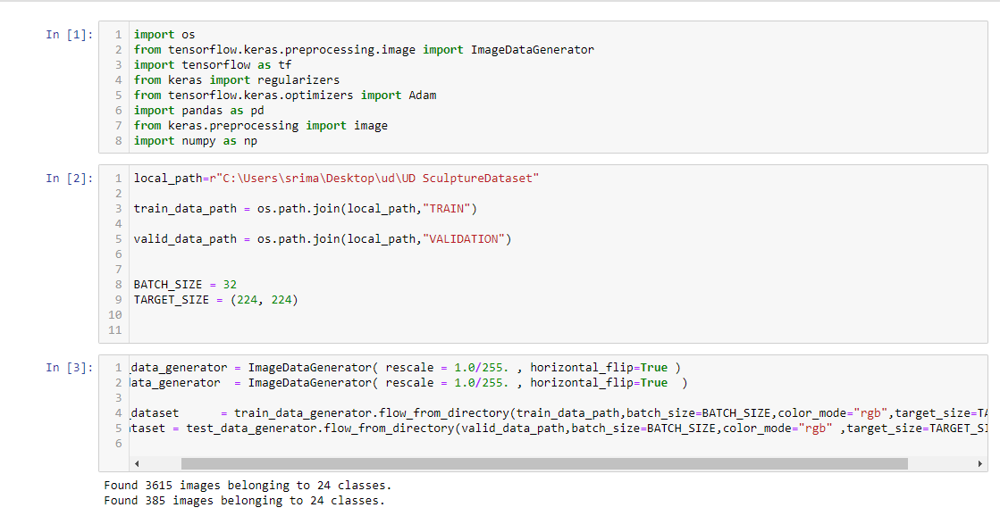 In [1]:
1 import os
2 from tensorflow.keras.preprocessing.image import ImageDataGenerator
3 import tensorflow as tf
4 from keras import regularizers
5 from tensorflow.keras.optimizers import Adam
6 import pandas as pd
7 from keras.preprocessing import image
8 import numpy as np
In [2]:
1 local_path=r"C:\Users\srima\Desktop\ud\UD SculptureDataset"
2
3 train_data_path = os.path.join(local_path,"TRAIN")
4
5 valid_data_path = os.path.join(local_path,"VALIDATION")
6
7
8 BATCH_SIZE = 32
9 TARGET_SIZE = (224, 224)
10
11
In [3]:
1 _data_generator = ImageDataGenerator( rescale = 1.0/255. , horizontal_flip=True )
2 ata_generator  = ImageDataGenerator( rescale = 1.0/255. , horizontal_flip=True  )
3
4 _dataset      = train_data_generator.flow_from_directory(train_data_path,batch_size=BATCH_SIZE,color_mode="rgb",target_size=TA
5 taset = test_data_generator.flow_from_directory(valid_data_path,batch_size=BATCH_SIZE,color_mode="rgb" ,target_size=TARGET_SI
6
Found 3615 images belonging to 24 classes.
Found 385 images belonging to 24 classes.